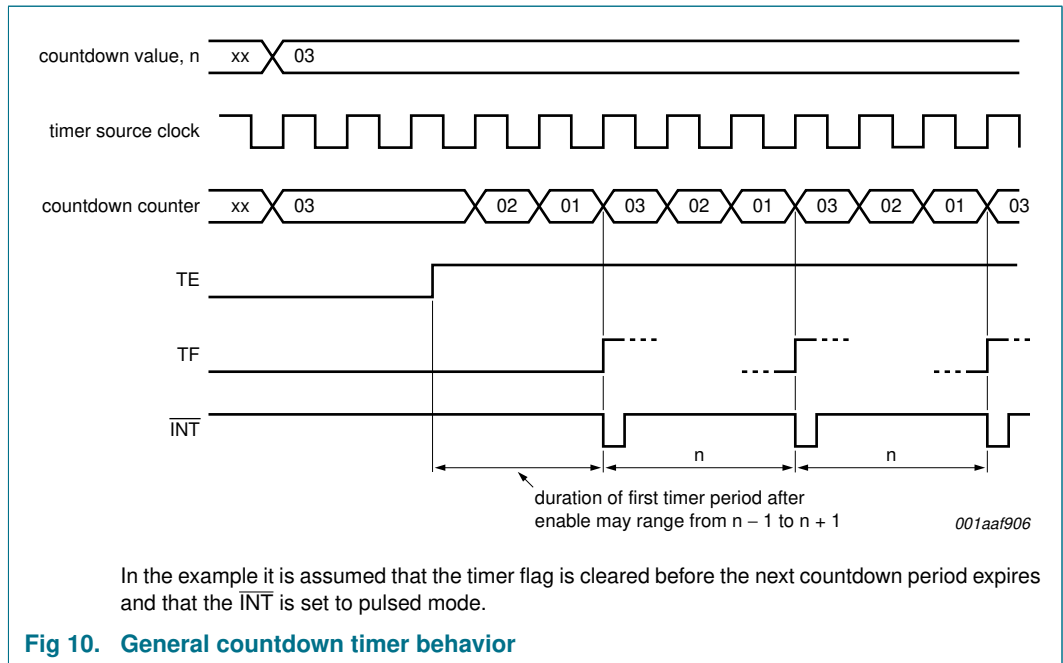 countdown value, n xx 03
timer source clock
countdown counter xx 03 02 01 03 02 01 03 02 01 03
TE
TF
INT
n n
duration of first timer period after
enable may range from n − 1 to n + 1
001aaf906
In the example it is assumed that the timer flag is cleared before the next countdown period expires
and that the INT is set to pulsed mode.
Fig 10. General countdown timer behavior